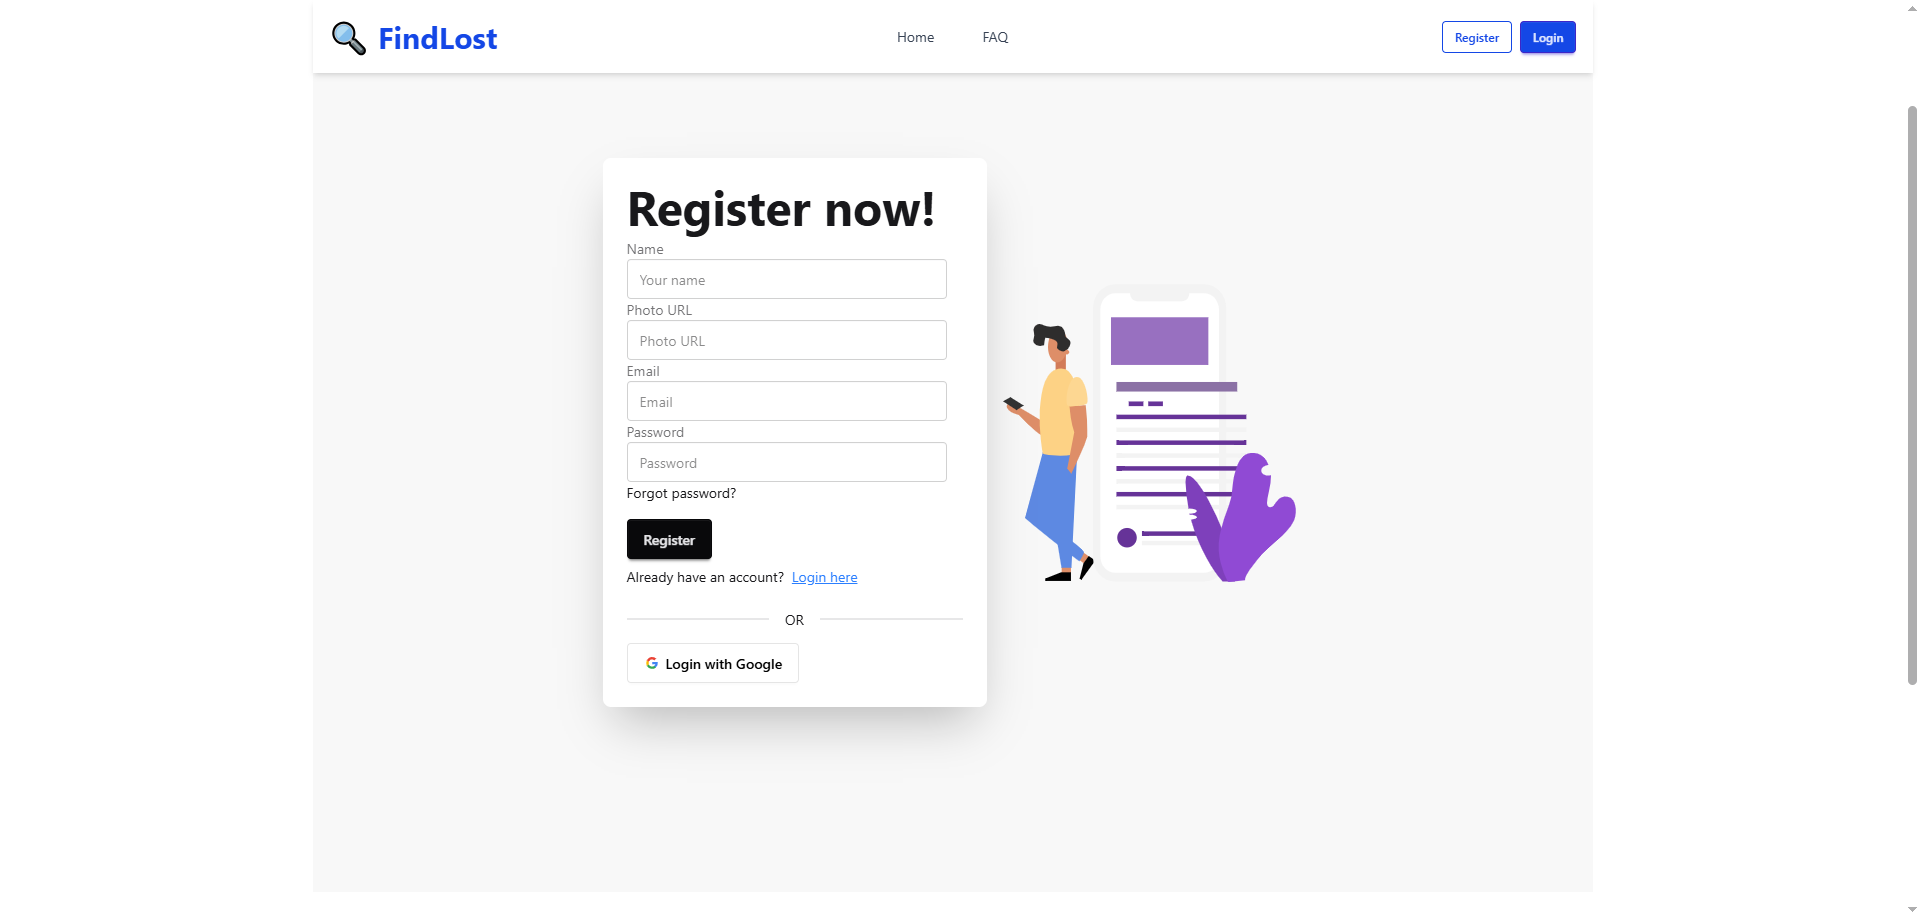 FindLost
Home
FAQ
Register
Login
Register now!
Name
Your name
Photo URL
Photo URL
Email
Email
Password
Password
Forgot password?
Register
Already have an account? Login here
OR
Login with Google